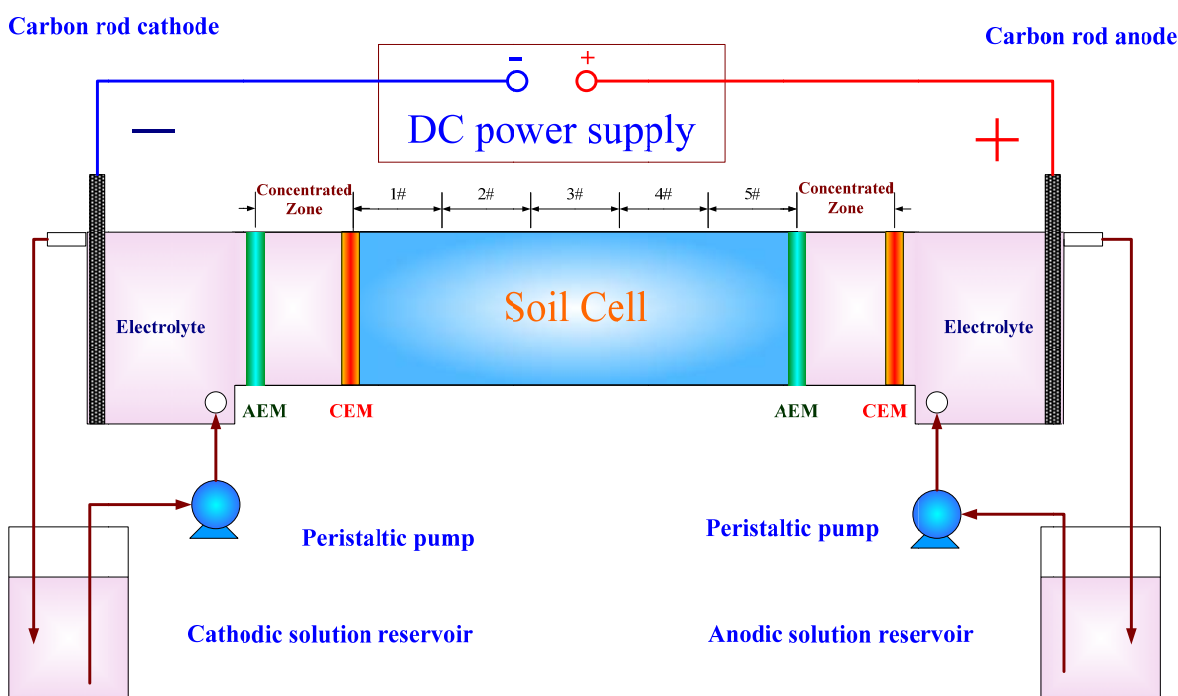 Carbon rod cathode
Carbon rod anode
- +
DC power supply
— +
Concentrated
Zone
1# 2# 3# 4# 5#
Concentrated
Zone
Soil Cell
Electrolyte
Electrolyte
AEM CEM AEM CEM
Peristaltic pump
Peristaltic pump
Cathodic solution reservoir
Anodic solution reservoir